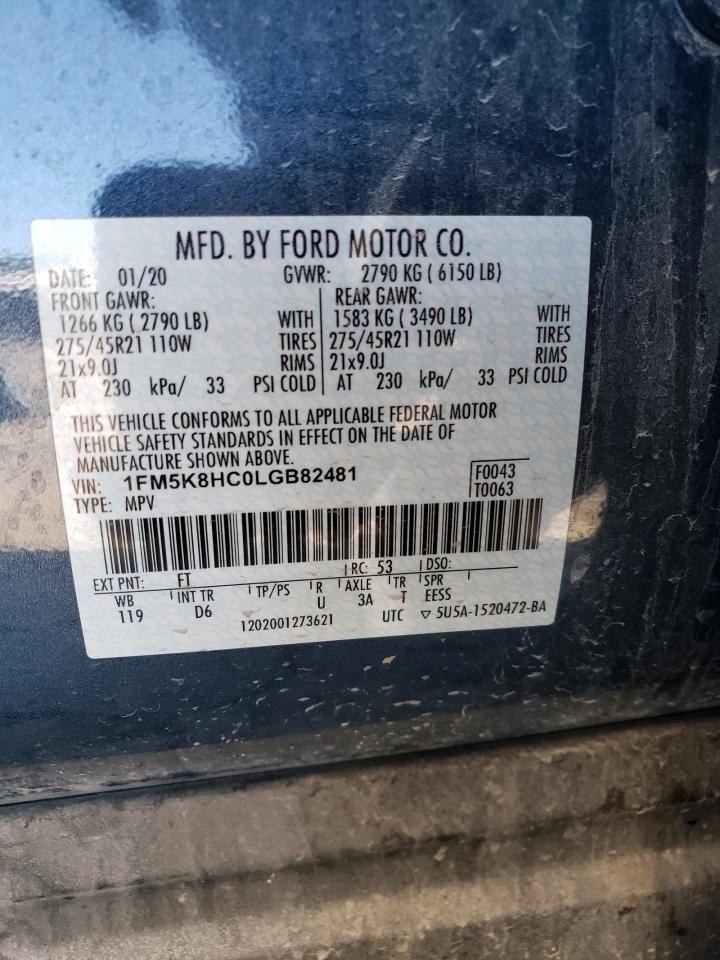 MFD. BY FORD MOTOR CO.
DATE: 01/20 GVWR: 2790 KG ( 6150 LB)
FRONT GAWR: REAR GAWR:
1266 KG ( 2790 LB) WITH 1583 KG ( 3490 LB) WITH
275/45R21 110W TIRES 275/45R21 110W TIRES
21x9.0J RIMS 21x9.0J RIMS
AT 230 kPa/ 33 PSI COLD AT 230 kPa/ 33 PSI COLD
THIS VEHICLE CONFORMS TO ALL APPLICABLE FEDERAL MOTOR
VEHICLE SAFETY STANDARDS IN EFFECT ON THE DATE OF
MANUFACTURE SHOWN ABOVE.
VIN: 1FM5K8HC0LGB82481 F0043
TYPE: MPV T0063
EXT PNT: FT RC: 53 DSO:
WB INT TR TP/PS R AXLE TR SPR
119 D6 U 3A T EESS
1202001273621 UTC ▽ 5U5A-1520472-BA